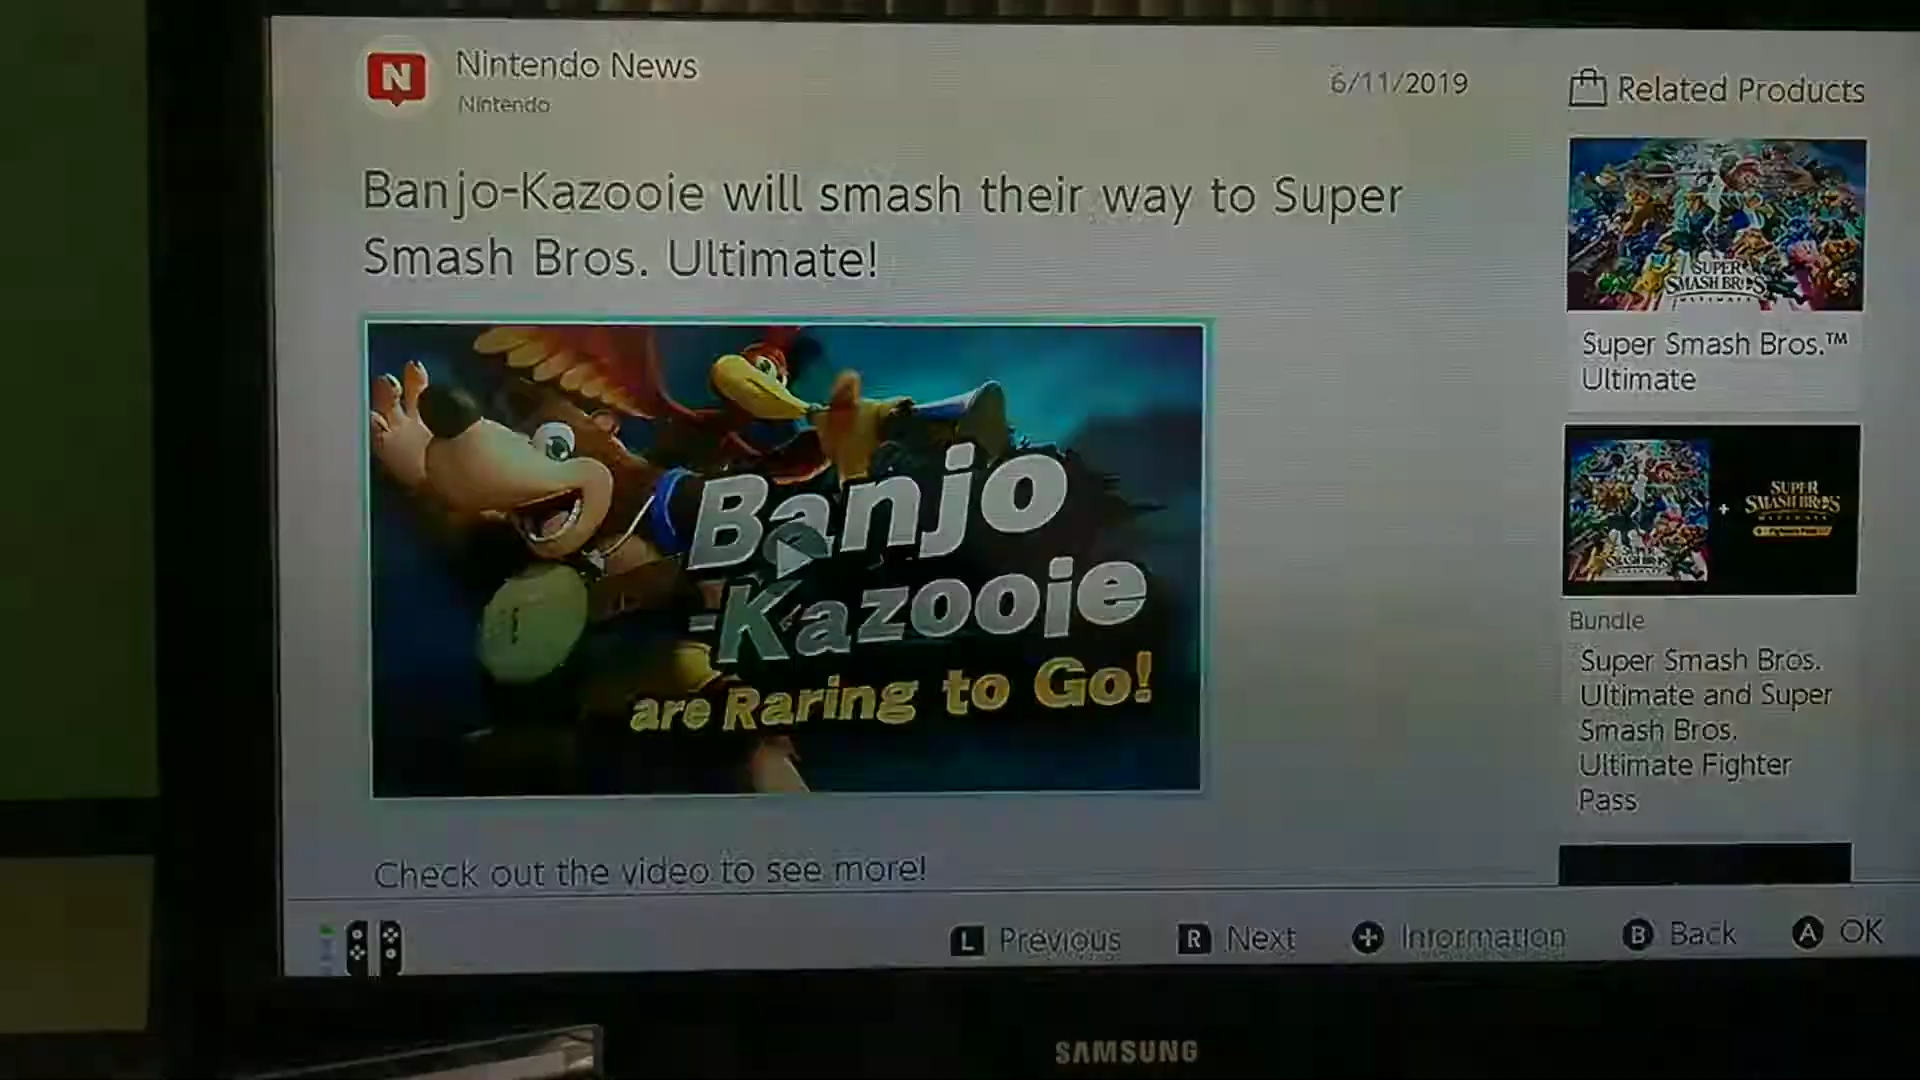 Nintendo News
Nintendo
6/11/2019
Related Products
Banjo-Kazooie will smash their way to Super
Smash Bros. Ultimate!
Banjo
-Kazooie
are Raring to Go!
Check out the video to see more!
SUPER
SMASH BROS
ULTIMATE
Super Smash Bros.™
Ultimate
+
SUPER
SMASH BROS
ULTIMATE
Bundle
Super Smash Bros.
Ultimate and Super
Smash Bros.
Ultimate Fighter
Pass
L Previous
R Next
+ Information
B Back
A OK
SAMSUNG